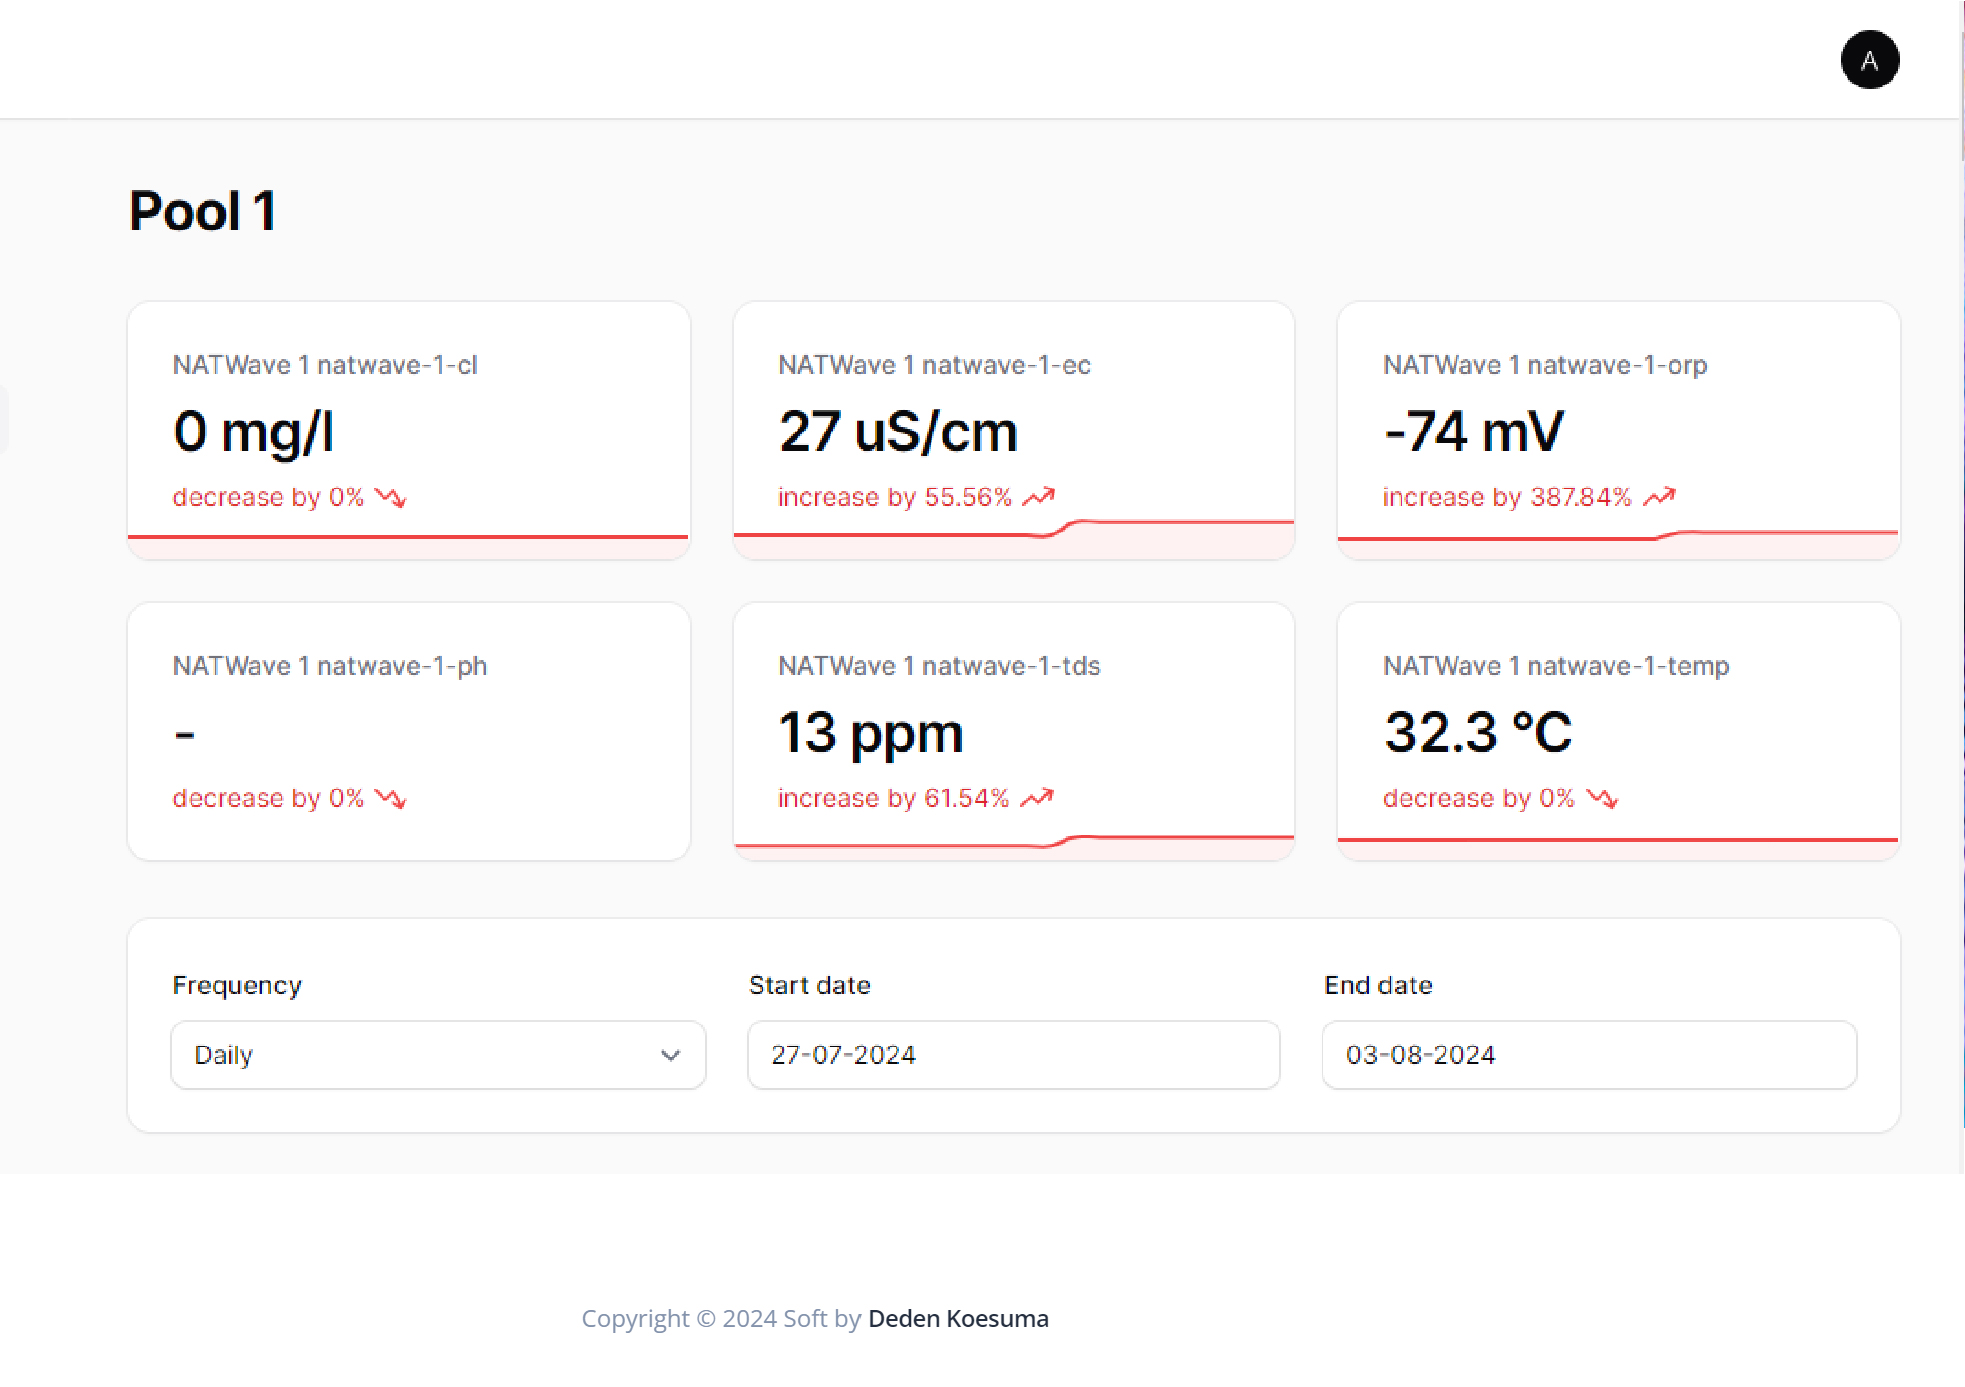 A
Pool 1
NATWave 1 natwave-1-cl
0 mg/l
decrease by 0%
NATWave 1 natwave-1-ec
27 uS/cm
increase by 55.56%
NATWave 1 natwave-1-orp
-74 mV
increase by 387.84%
NATWave 1 natwave-1-ph
-
decrease by 0%
NATWave 1 natwave-1-tds
13 ppm
increase by 61.54%
NATWave 1 natwave-1-temp
32.3 °C
decrease by 0%
Frequency
Daily
Start date
27-07-2024
End date
03-08-2024
Copyright © 2024 Soft by Deden Koesuma